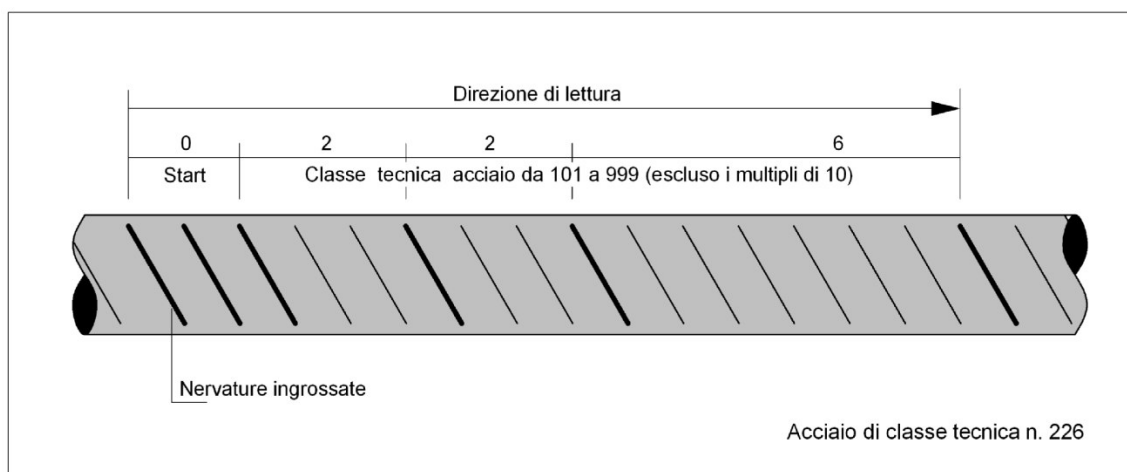 Direzione di lettura
0 2 2 6
Start Classe tecnica acciaio da 101 a 999 (escluso i multipli di 10)
Nervature ingrossate
Acciaio di classe tecnica n. 226